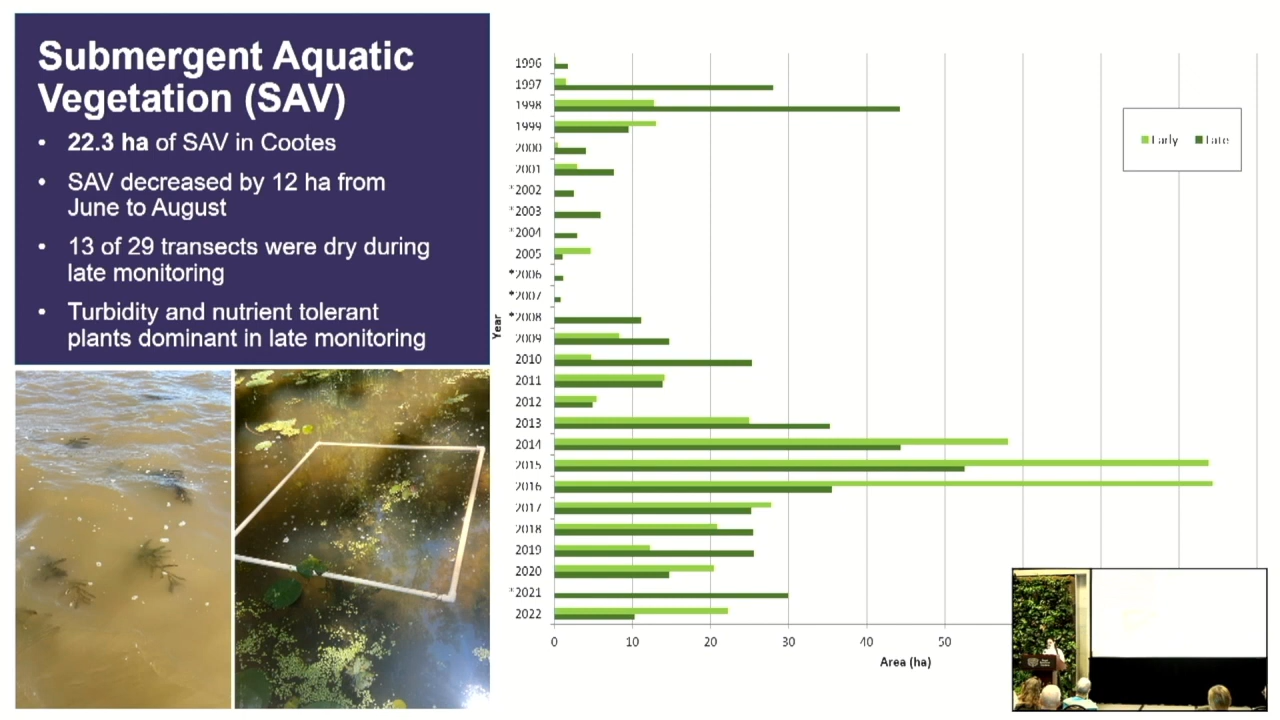 Submergent Aquatic
Vegetation (SAV)
• 22.3 ha of SAV in Cootes
• SAV decreased by 12 ha from
June to August
• 13 of 29 transects were dry during
late monitoring
• Turbidity and nutrient tolerant
plants dominant in late monitoring
Year
1996
1997
1998
1999
2000
2001
*2002
*2003
*2004
2005
*2006
*2007
*2008
2009
2010
2011
2012
2013
2014
2015
2016
2017
2018
2019
2020
*2021
2022
0 10 20 30 40 50
Area (ha)
Early Late